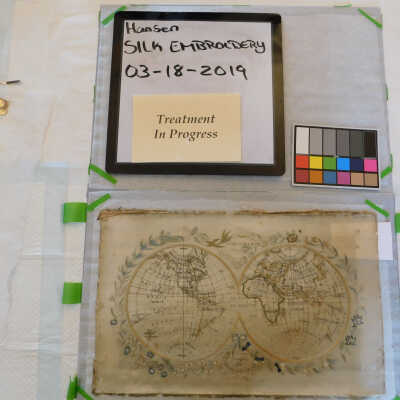 Hansen
SILK EMBROIDERY
03-18-2019
Treatment
In Progress